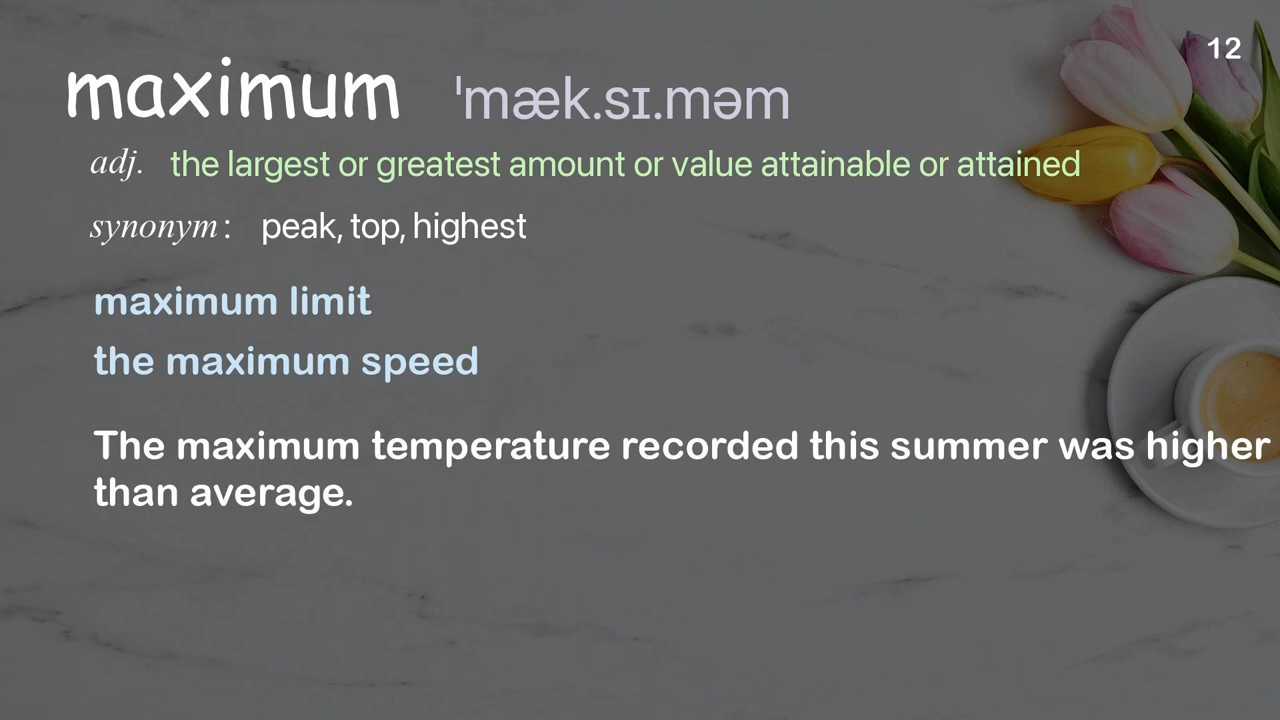 12
maximum ˈmæk.sɪ.məm
adj. the largest or greatest amount or value attainable or attained
synonym: peak, top, highest
maximum limit
the maximum speed
The maximum temperature recorded this summer was higher
than average.